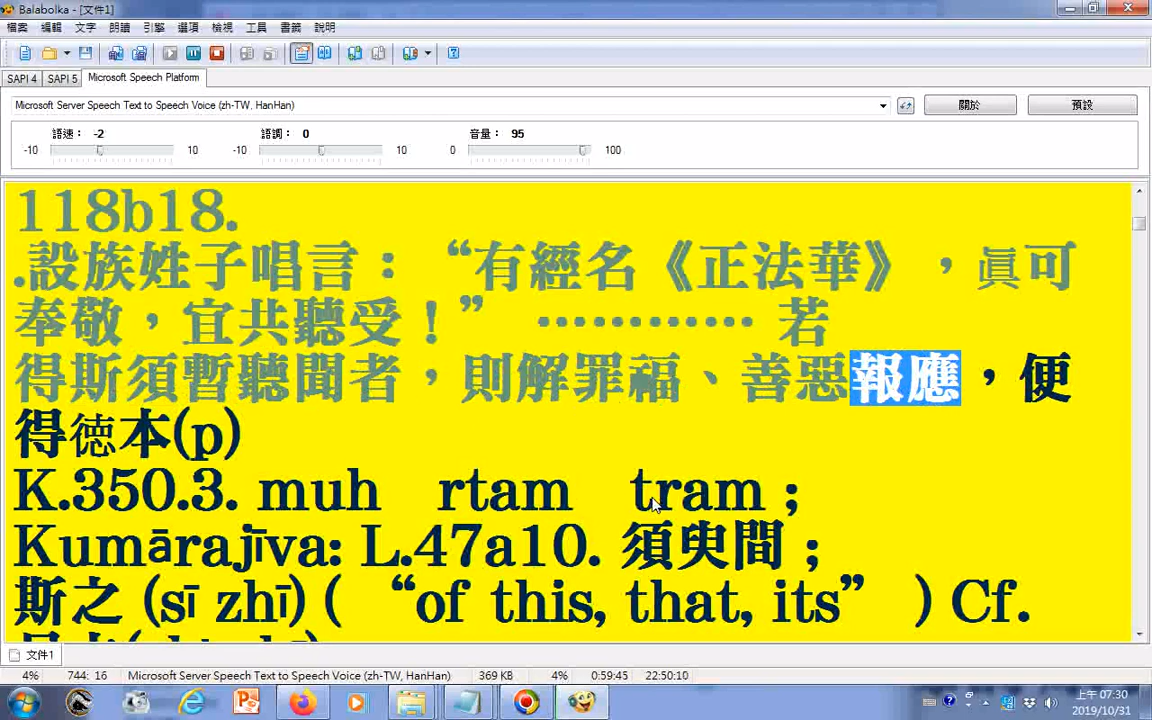 Balabolka - [文件1]
檔案 編輯 文字 朗讀 引擎 選項 檢視 工具 書籤 說明
SAPI 4 SAPI 5 Microsoft Speech Platform
Microsoft Server Speech Text to Speech Voice (zh-TW, HanHan) 關於 預設
語速： -2 語調： 0 音量： 95
-10 10 -10 10 0 100
118b18.
.設族姓子唱言：“有經名《正法華》，眞可
奉敬，宜共聽受！” ………… 若
得斯須暫聽聞者，則解罪福、善惡報應，便
得徳本(p)
K.350.3. muh rtam tram；
Kumārajīva: L.47a10. 須臾間；
斯之 (sī zhī) ( “of this, that, its” ) Cf.
文件1
4% 744: 16 Microsoft Server Speech Text to Speech Voice (zh-TW, HanHan) 369 KB 4% 0:59:45 22:50:10
上午 07:30
2019/10/31